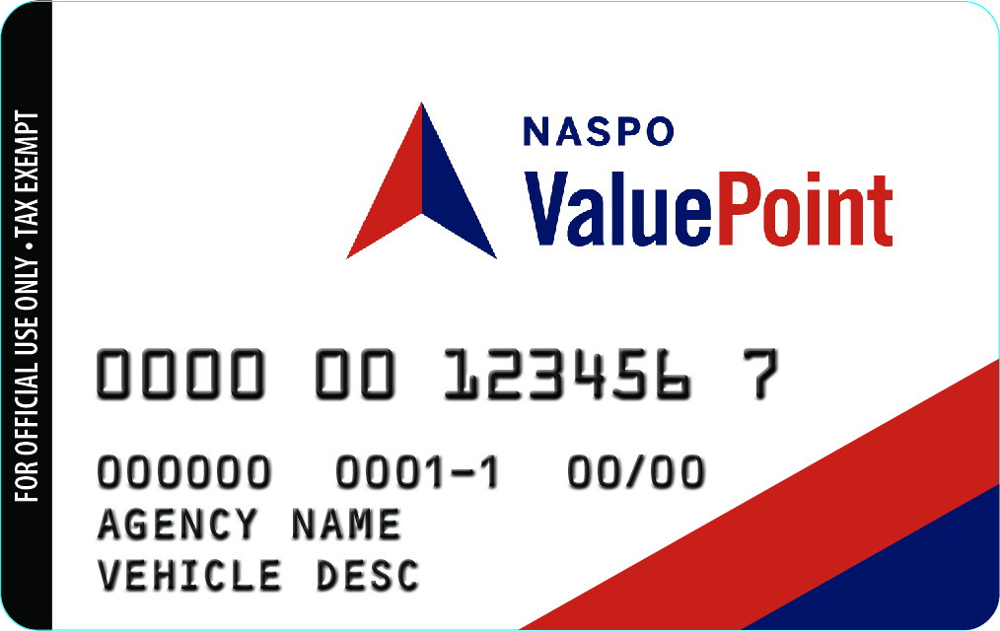 FOR OFFICIAL USE ONLY • TAX EXEMPT
NASPO
ValuePoint
0000 00 123456 7
000000 0001-1 00/00
AGENCY NAME
VEHICLE DESC